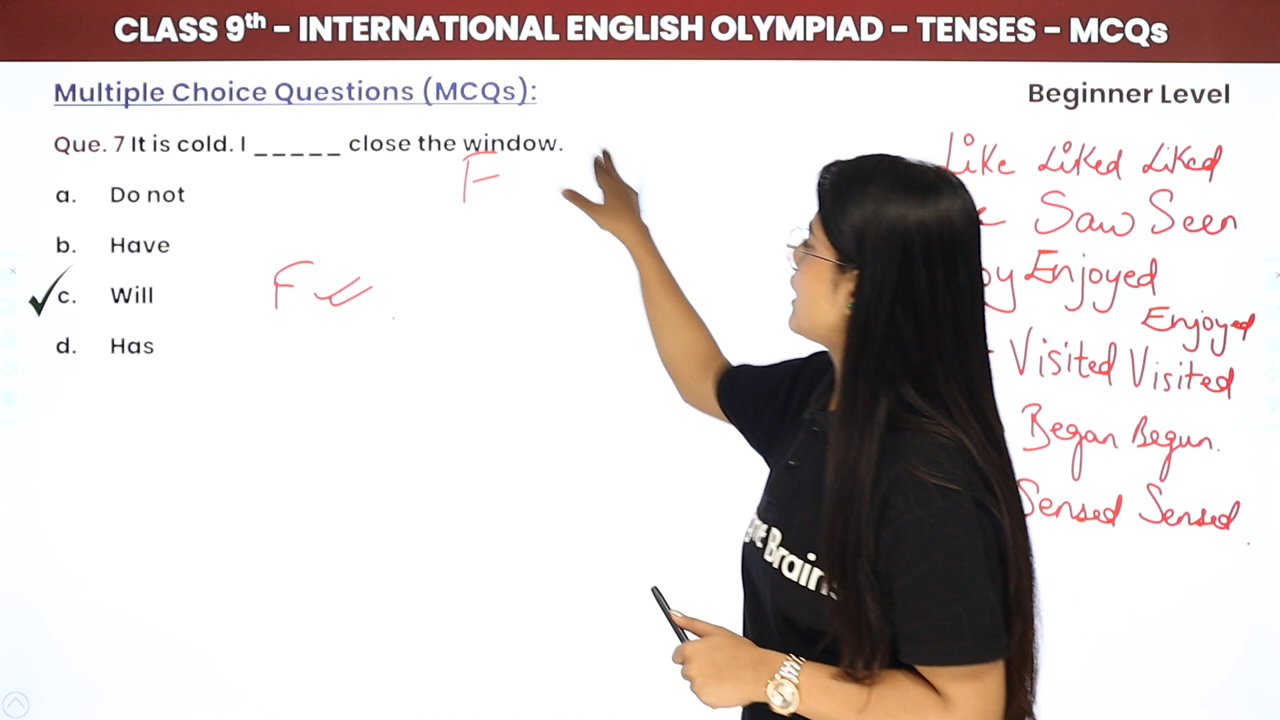 CLASS 9th – INTERNATIONAL ENGLISH OLYMPIAD – TENSES – MCQs
Multiple Choice Questions (MCQs):
Beginner Level
Que. 7 It is cold. I _____ close the window.
F
a. Do not
b. Have
c. Will F
d. Has
Like Liked Liked
Saw Seen
Enjoyed
Enjoyed
Visited Visited
Began Begun.
Sensed Sensed
Brain